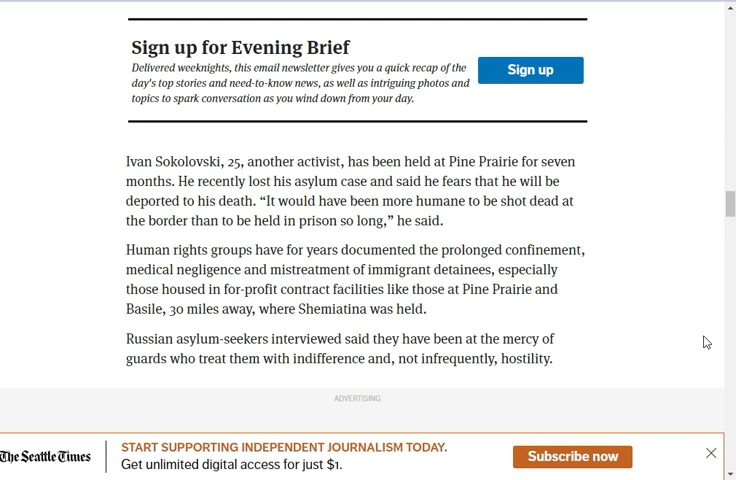 Sign up for Evening Brief
Delivered weeknights, this email newsletter gives you a quick recap of the
day's top stories and need-to-know news, as well as intriguing photos and
topics to spark conversation as you wind down from your day.
Sign up
Ivan Sokolovski, 25, another activist, has been held at Pine Prairie for seven
months. He recently lost his asylum case and said he fears that he will be
deported to his death. “It would have been more humane to be shot dead at
the border than to be held in prison so long,” he said.
Human rights groups have for years documented the prolonged confinement,
medical negligence and mistreatment of immigrant detainees, especially
those housed in for-profit contract facilities like those at Pine Prairie and
Basile, 30 miles away, where Shemiatina was held.
Russian asylum-seekers interviewed said they have been at the mercy of
guards who treat them with indifference and, not infrequently, hostility.
ADVERTISING
The Seattle Times
START SUPPORTING INDEPENDENT JOURNALISM TODAY.
Get unlimited digital access for just $1.
Subscribe now